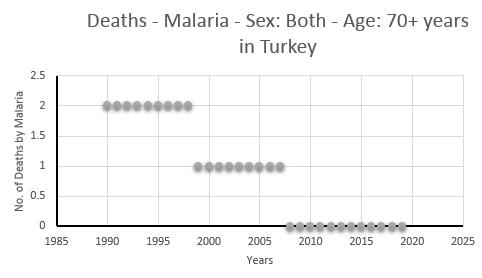 Deaths - Malaria - Sex: Both - Age: 70+ years
in Turkey
2.5
2
1.5
1
0.5
0
No. of Deaths by Malaria
1985 1990 1995 2000 2005 2010 2015 2020 2025
Years